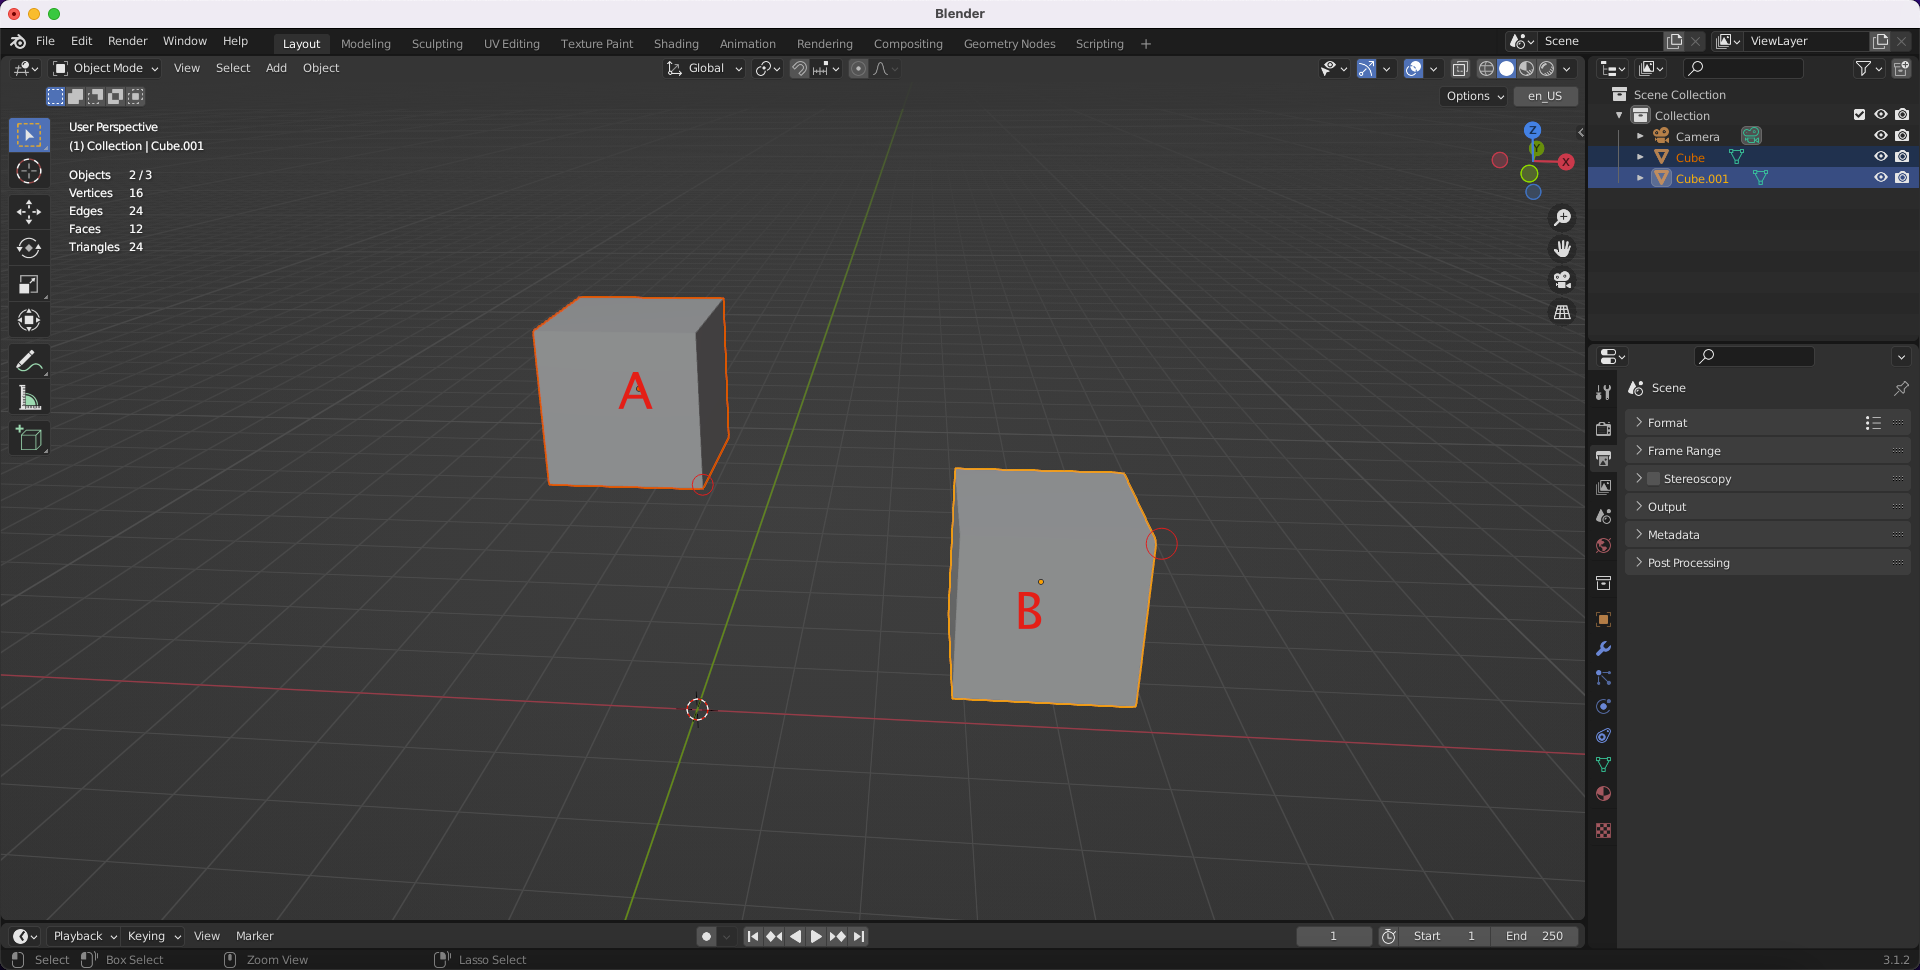 Blender
File Edit Render Window Help Layout Modeling Sculpting UV Editing Texture Paint Shading Animation Rendering Compositing Geometry Nodes Scripting + Scene ViewLayer
Object Mode View Select Add Object Global
Options en_US
User Perspective
(1) Collection | Cube.001
Objects 2 / 3
Vertices 16
Edges 24
Faces 12
Triangles 24
Z
Y
X
A
B
Scene Collection
Collection
Camera
Cube
Cube.001
Scene
Format
Frame Range
Stereoscopy
Output
Metadata
Post Processing
Playback Keying View Marker 1 Start 1 End 250
Select Box Select Zoom View Lasso Select 3.1.2